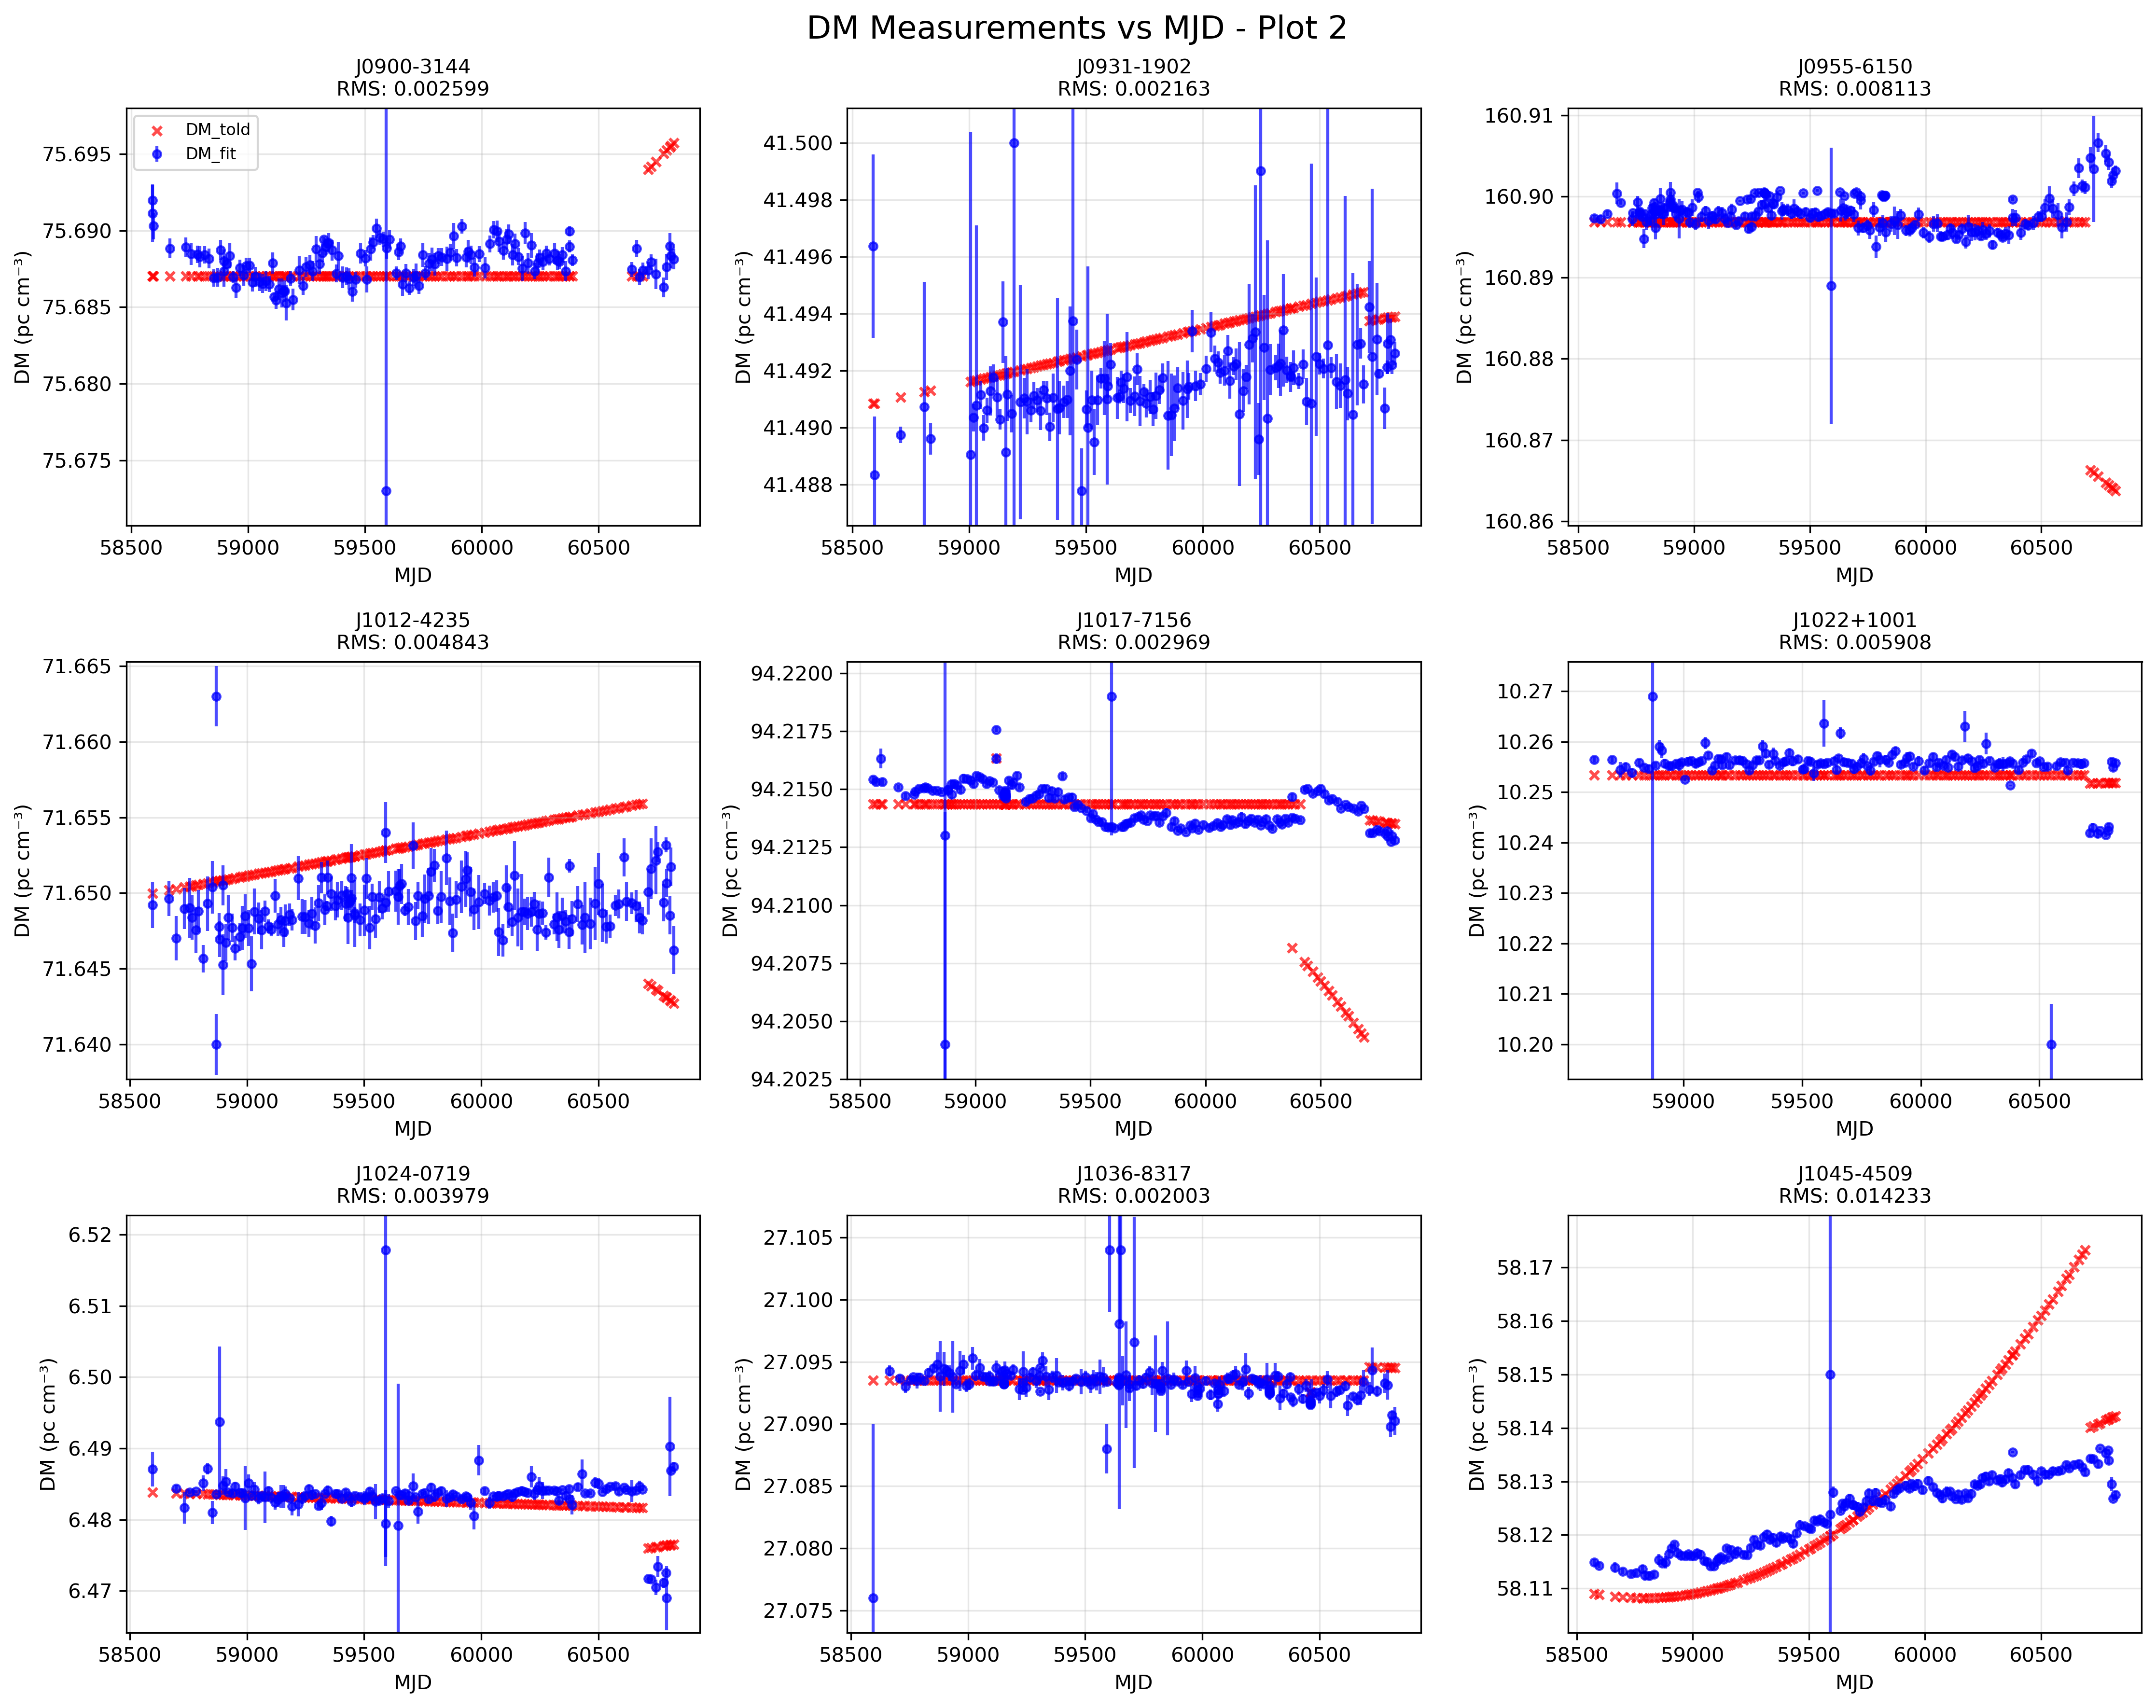 DM Measurements vs MJD - Plot 2
J0900-3144
RMS: 0.002599
DM_told
DM_fit
75.695
75.690
75.685
75.680
75.675
DM (pc cm⁻³)
58500 59000 59500 60000 60500
MJD
J0931-1902
RMS: 0.002163
41.500
41.498
41.496
41.494
41.492
41.490
41.488
DM (pc cm⁻³)
58500 59000 59500 60000 60500
MJD
J0955-6150
RMS: 0.008113
160.91
160.90
160.89
160.88
160.87
160.86
DM (pc cm⁻³)
58500 59000 59500 60000 60500
MJD
J1012-4235
RMS: 0.004843
71.665
71.660
71.655
71.650
71.645
71.640
DM (pc cm⁻³)
58500 59000 59500 60000 60500
MJD
J1017-7156
RMS: 0.002969
94.2200
94.2175
94.2150
94.2125
94.2100
94.2075
94.2050
94.2025
DM (pc cm⁻³)
58500 59000 59500 60000 60500
MJD
J1022+1001
RMS: 0.005908
10.27
10.26
10.25
10.24
10.23
10.22
10.21
10.20
DM (pc cm⁻³)
59000 59500 60000 60500
MJD
J1024-0719
RMS: 0.003979
6.52
6.51
6.50
6.49
6.48
6.47
DM (pc cm⁻³)
58500 59000 59500 60000 60500
MJD
J1036-8317
RMS: 0.002003
27.105
27.100
27.095
27.090
27.085
27.080
27.075
DM (pc cm⁻³)
58500 59000 59500 60000 60500
MJD
J1045-4509
RMS: 0.014233
58.17
58.16
58.15
58.14
58.13
58.12
58.11
DM (pc cm⁻³)
58500 59000 59500 60000 60500
MJD